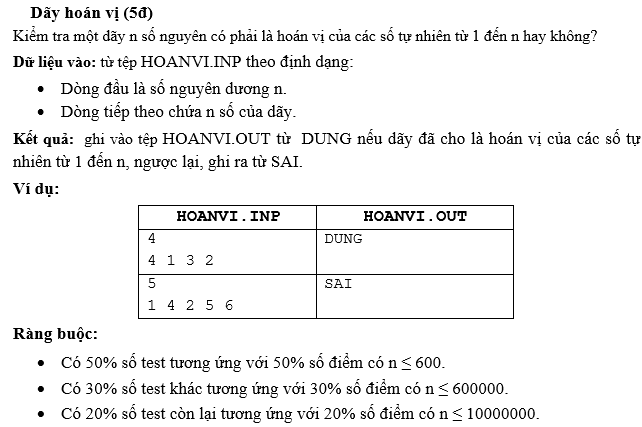 Dãy hoán vị (5đ)
Kiểm tra một dãy n số nguyên có phải là hoán vị của các số tự nhiên từ 1 đến n hay không?
Dữ liệu vào: từ tệp HOANVI.INP theo định dạng:
• Dòng đầu là số nguyên dương n.
• Dòng tiếp theo chứa n số của dãy.
Kết quả: ghi vào tệp HOANVI.OUT từ DUNG nếu dãy đã cho là hoán vị của các số tự
nhiên từ 1 đến n, ngược lại, ghi ra từ SAI.
Ví dụ:
HOANVI.INP HOANVI.OUT
4 DUNG
4 1 3 2
5 SAI
1 4 2 5 6
Ràng buộc:
• Có 50% số test tương ứng với 50% số điểm có n ≤ 600.
• Có 30% số test khác tương ứng với 30% số điểm có n ≤ 600000.
• Có 20% số test còn lại tương ứng với 20% số điểm có n ≤ 10000000.